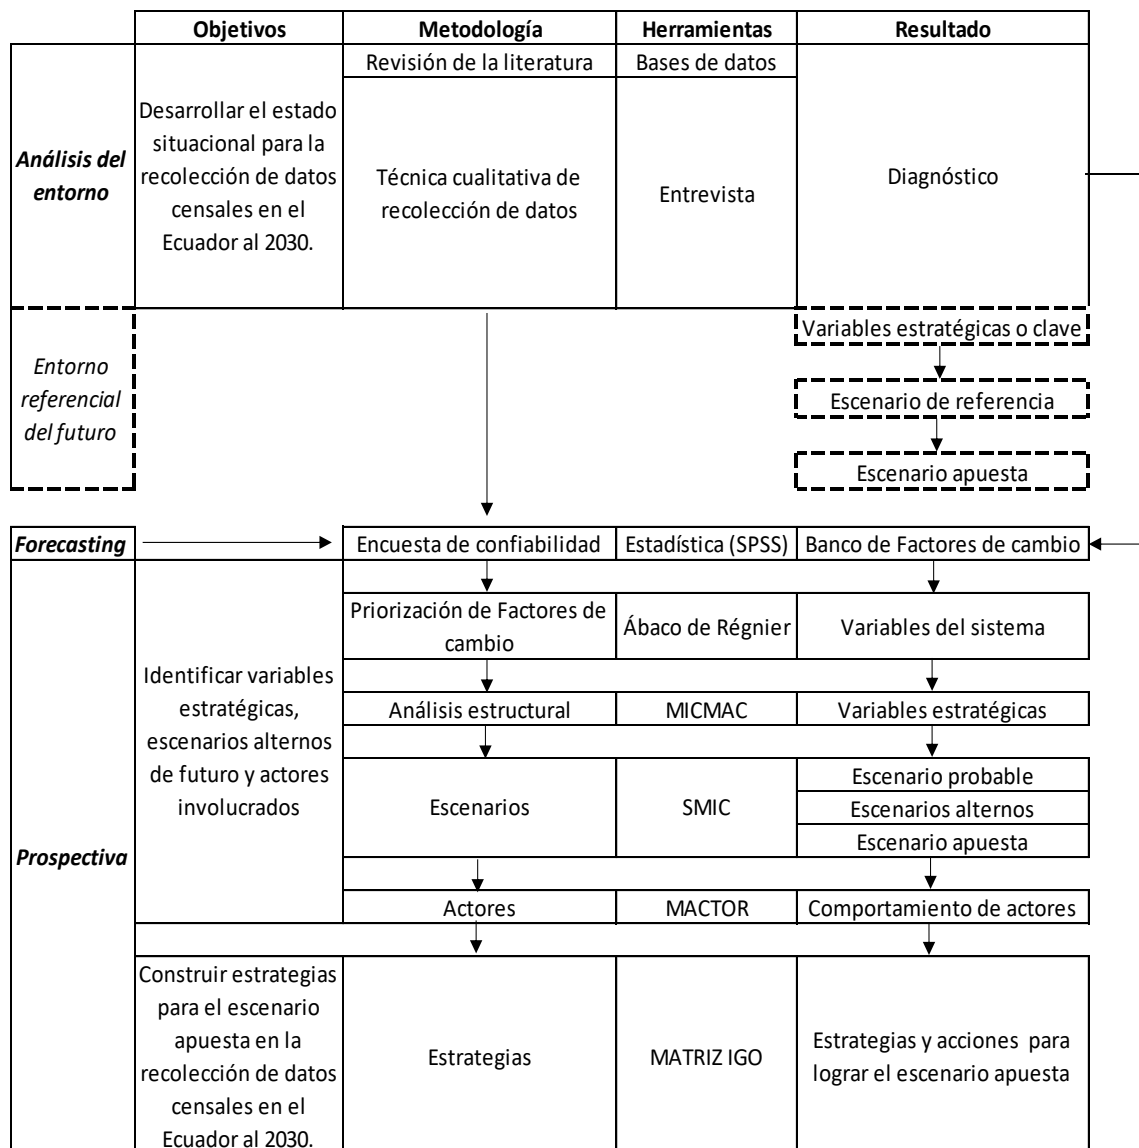 Objetivos
Metodología
Herramientas
Resultado
Análisis del
entorno
Desarrollar el estado
situacional para la
recolección de datos
censales en el
Ecuador al 2030.
Revisión de la literatura
Bases de datos
Técnica cualitativa de
recolección de datos
Entrevista
Diagnóstico
Entorno
referencial
del futuro
Variables estratégicas o clave
Escenario de referencia
Escenario apuesta
Forecasting
Encuesta de confiabilidad
Estadística (SPSS)
Banco de Factores de cambio
Prospectiva
Identificar variables
estratégicas,
escenarios alternos
de futuro y actores
involucrados
Priorización de Factores de
cambio
Ábaco de Régnier
Variables del sistema
Análisis estructural
MICMAC
Variables estratégicas
Escenarios
SMIC
Escenario probable
Escenarios alternos
Escenario apuesta
Actores
MACTOR
Comportamiento de actores
Construir estrategias
para el escenario
apuesta en la
recolección de datos
censales en el
Ecuador al 2030.
Estrategias
MATRIZ IGO
Estrategias y acciones para
lograr el escenario apuesta